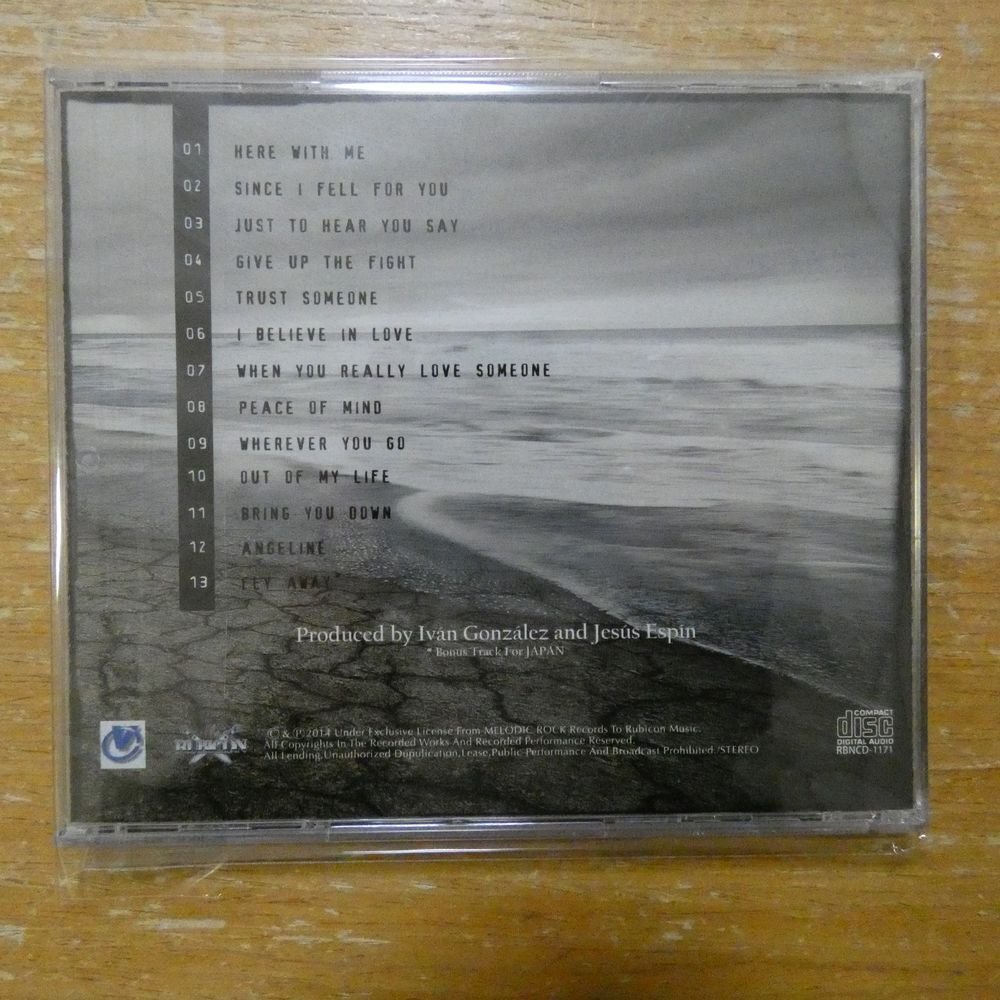 01 HERE WITH ME
02 SINCE I FELL FOR YOU
03 JUST TO HEAR YOU SAY
04 GIVE UP THE FIGHT
05 TRUST SOMEONE
06 I BELIEVE IN LOVE
07 WHEN YOU REALLY LOVE SOMEONE
08 PEACE OF MIND
09 WHEREVER YOU GO
10 OUT OF MY LIFE
11 BRING YOU DOWN
12 ANGELINE
13 FLY AWAY*
Produced by Iván González and Jesús Espín
* Bonus Track For JAPAN
© & ℗ 2014 Under Exclusive License From MELODIC ROCK Records To Rubicon Music.
All Copyrights In The Recorded Works And Recorded Performance Reserved
All Lending,Unauthorized Dupulication,Lease,Public Performance And Broadcast Prohibited./STEREO
COMPACT
disc
DIGITAL AUDIO
RBNCD-1171